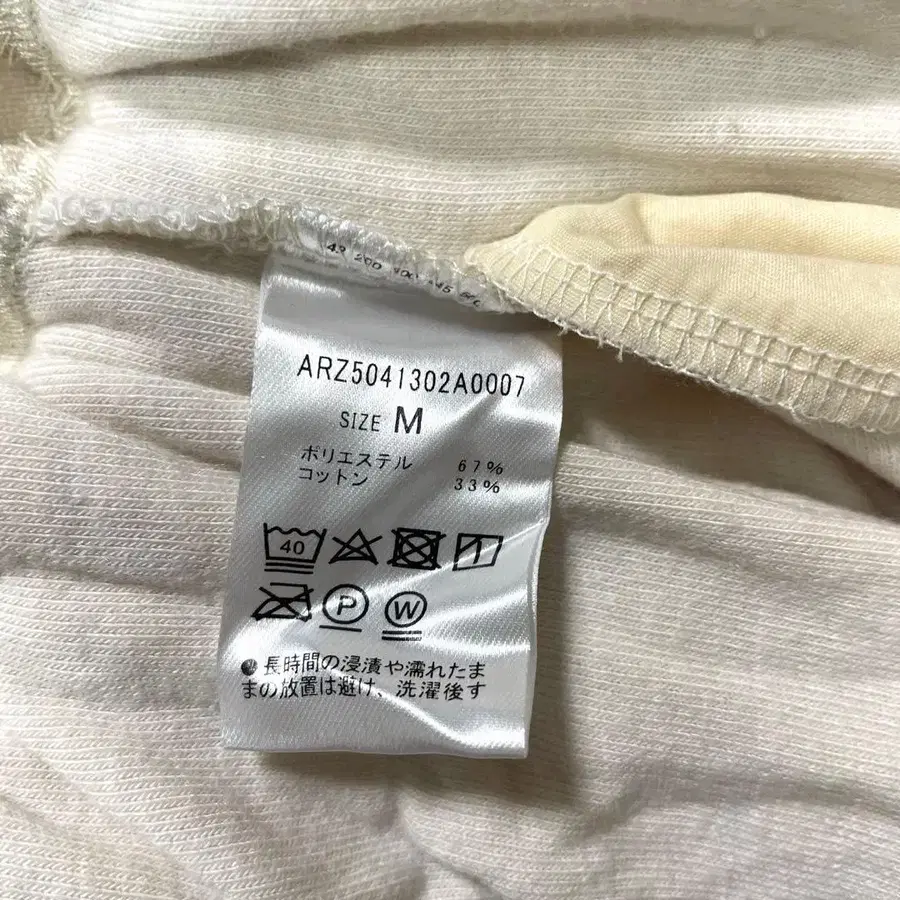 ARZ5041302A0007
SIZE M
ポリエステル 67%
コットン 33%
40
P W
●長時間の浸漬や濡れたま
まの放置は避け、洗濯後す